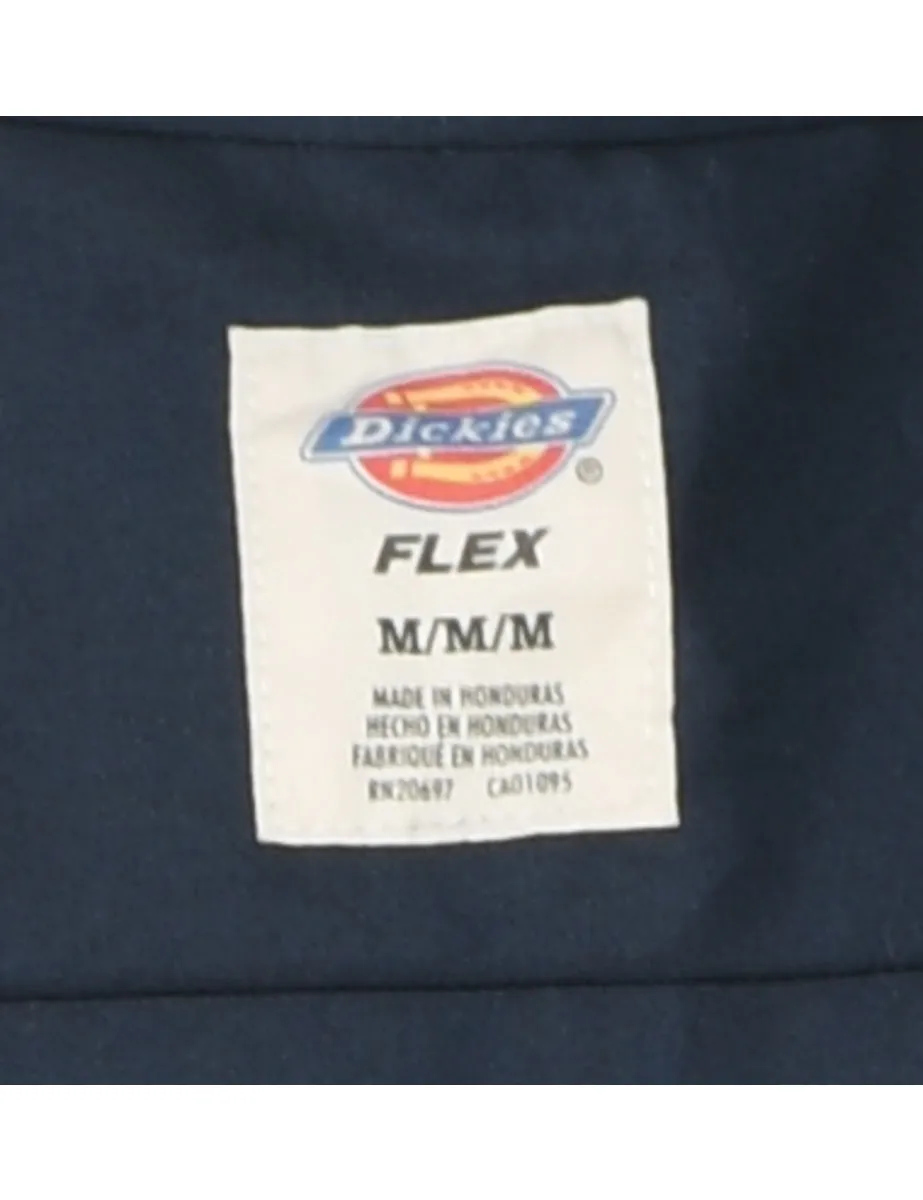 Dickies
®
FLEX
M/M/M
MADE IN HONDURAS
HECHO EN HONDURAS
FABRIQUÉ EN HONDURAS
RN20697 CA01095